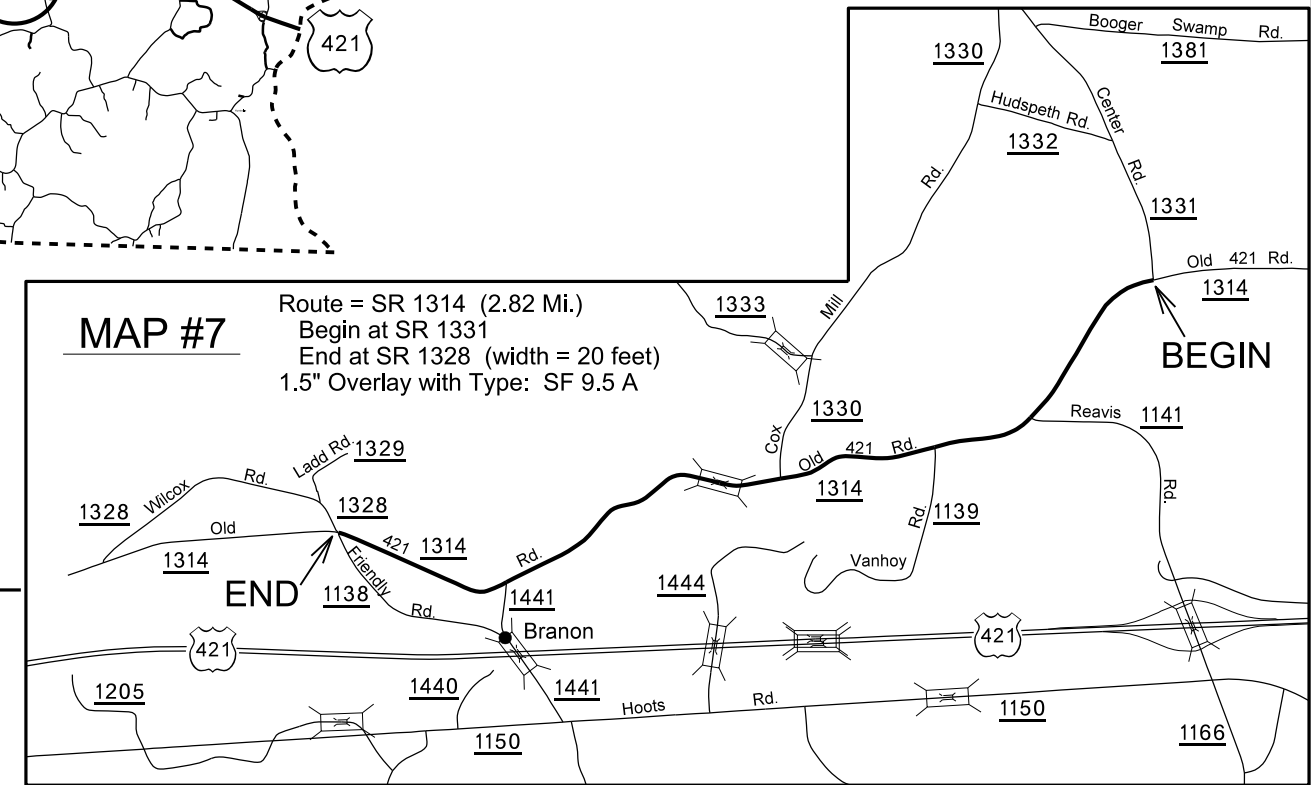 421
Booger Swamp Rd.
1381
1330
Hudspeth Rd.
1332
Center Rd.
1331
Old 421 Rd.
1314
BEGIN
MAP #7
Route = SR 1314 (2.82 Mi.)
Begin at SR 1331
End at SR 1328 (width = 20 feet)
1.5" Overlay with Type: SF 9.5 A
1333
Cox Mill Rd.
1330
Reavis Rd.
1141
Ladd Rd.
1329
Wilcox Rd.
1328
1328
Old 421 Rd.
1314
1314
Old 421 Rd.
1314
END
Friendly Rd.
1138
1441
Branon
1444
Vanhoy Rd.
1139
421
421
1205
1440
1441
Hoots Rd.
1150
1150
1166